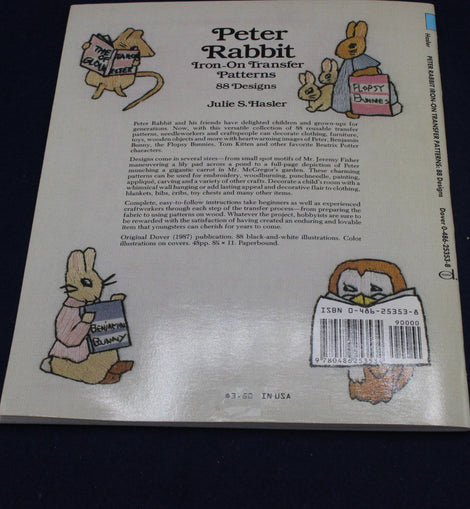 Peter
Rabbit
Iron-On Transfer
Patterns
88 Designs
Julie S. Hasler
THE TAILOR
OF
GLOUCESTER
FLOPSY
BUNNIES
Peter Rabbit and his friends have delighted children and grown-ups for
generations. Now, with this versatile collection of 88 reusable transfer
patterns, needleworkers and craftspeople can decorate clothing, furniture,
toys, wooden objects and more with heartwarming images of Peter, Benjamin
Bunny, the Flopsy Bunnies, Tom Kitten and other favorite Beatrix Potter
characters.
Designs come in several sizes—from small spot motifs of Mr. Jeremy Fisher
maneuvering a lily pad across a pond to a full-page depiction of Peter
munching a gigantic carrot in Mr. McGregor's garden. These charming
patterns can be used for embroidery, woodburning, punchneedle, painting,
appliqué, carving and a variety of other crafts. Decorate a child's room with a
whimsical wall hanging or add lasting appeal and decorative flair to clothing,
blankets, bibs, cribs, toy chests and many other items.
Complete, easy-to-follow instructions take beginners as well as experienced
craftworkers through each step of the transfer process—from preparing the
fabric to using patterns on wood. Whatever the project, hobbyists are sure to
be rewarded with the satisfaction of having created an enduring and lovable
item that youngsters can cherish for years to come.
Original Dover (1987) publication. 88 black-and-white illustrations. Color
illustrations on covers. 48pp. 8¼ × 11. Paperbound.
BENJAMIN
BUNNY
ISBN 0-486-25353-8
90000
9 780486 253534
$3.50 IN USA
Hasler
PETER RABBIT IRON-ON TRANSFER PATTERNS: 88 Designs
Dover 0-486-25353-8